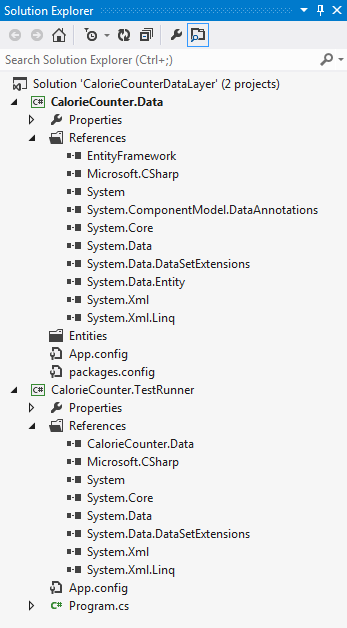 Solution Explorer
Search Solution Explorer (Ctrl+;)
Solution 'CalorieCounterDataLayer' (2 projects)
C# CalorieCounter.Data
Properties
References
EntityFramework
Microsoft.CSharp
System
System.ComponentModel.DataAnnotations
System.Core
System.Data
System.Data.DataSetExtensions
System.Data.Entity
System.Xml
System.Xml.Linq
Entities
App.config
packages.config
C# CalorieCounter.TestRunner
Properties
References
CalorieCounter.Data
Microsoft.CSharp
System
System.Core
System.Data
System.Data.DataSetExtensions
System.Xml
System.Xml.Linq
App.config
C# Program.cs